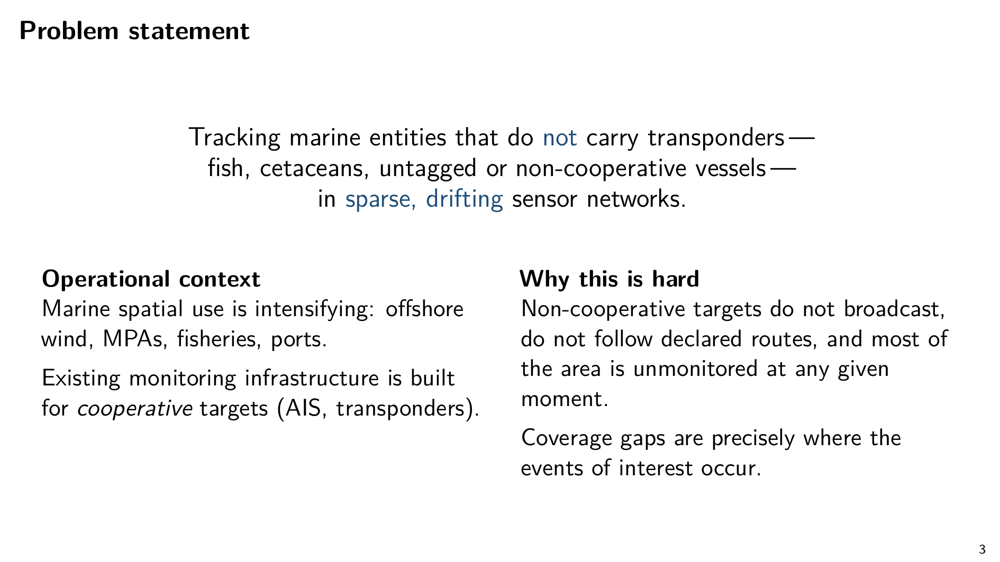 Problem statement
Tracking marine entities that do not carry transponders —
fish, cetaceans, untagged or non-cooperative vessels —
in sparse, drifting sensor networks.
Operational context
Marine spatial use is intensifying: offshore
wind, MPAs, fisheries, ports.
Existing monitoring infrastructure is built
for cooperative targets (AIS, transponders).
Why this is hard
Non-cooperative targets do not broadcast,
do not follow declared routes, and most of
the area is unmonitored at any given
moment.
Coverage gaps are precisely where the
events of interest occur.
3